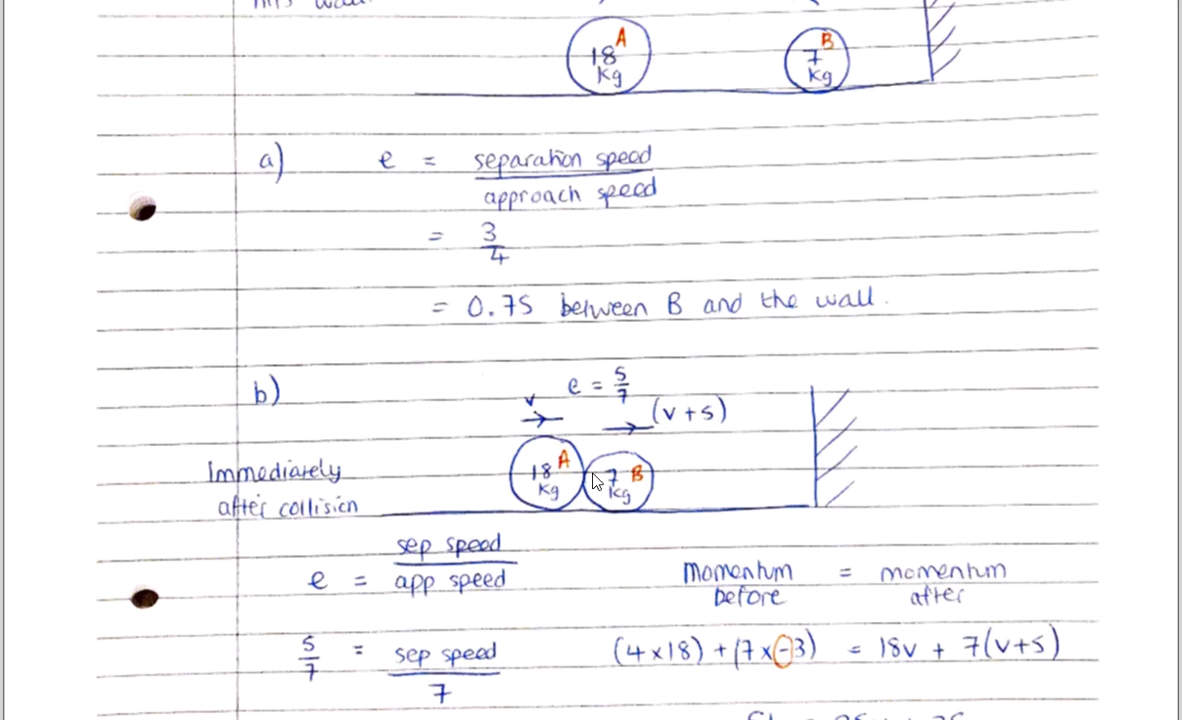 A
18
kg
B
7
kg
a) e = separation speed
approach speed
= 3
4
= 0.75 between B and the wall.
b) e = 5/7
v (v+5)
Immediately
after collision
18 A
kg
7 B
kg
e = sep speed
app speed
Momentum before = momentum after
5/7 = sep speed
7
(4×18) + (7×-3) = 18v + 7(v+5)